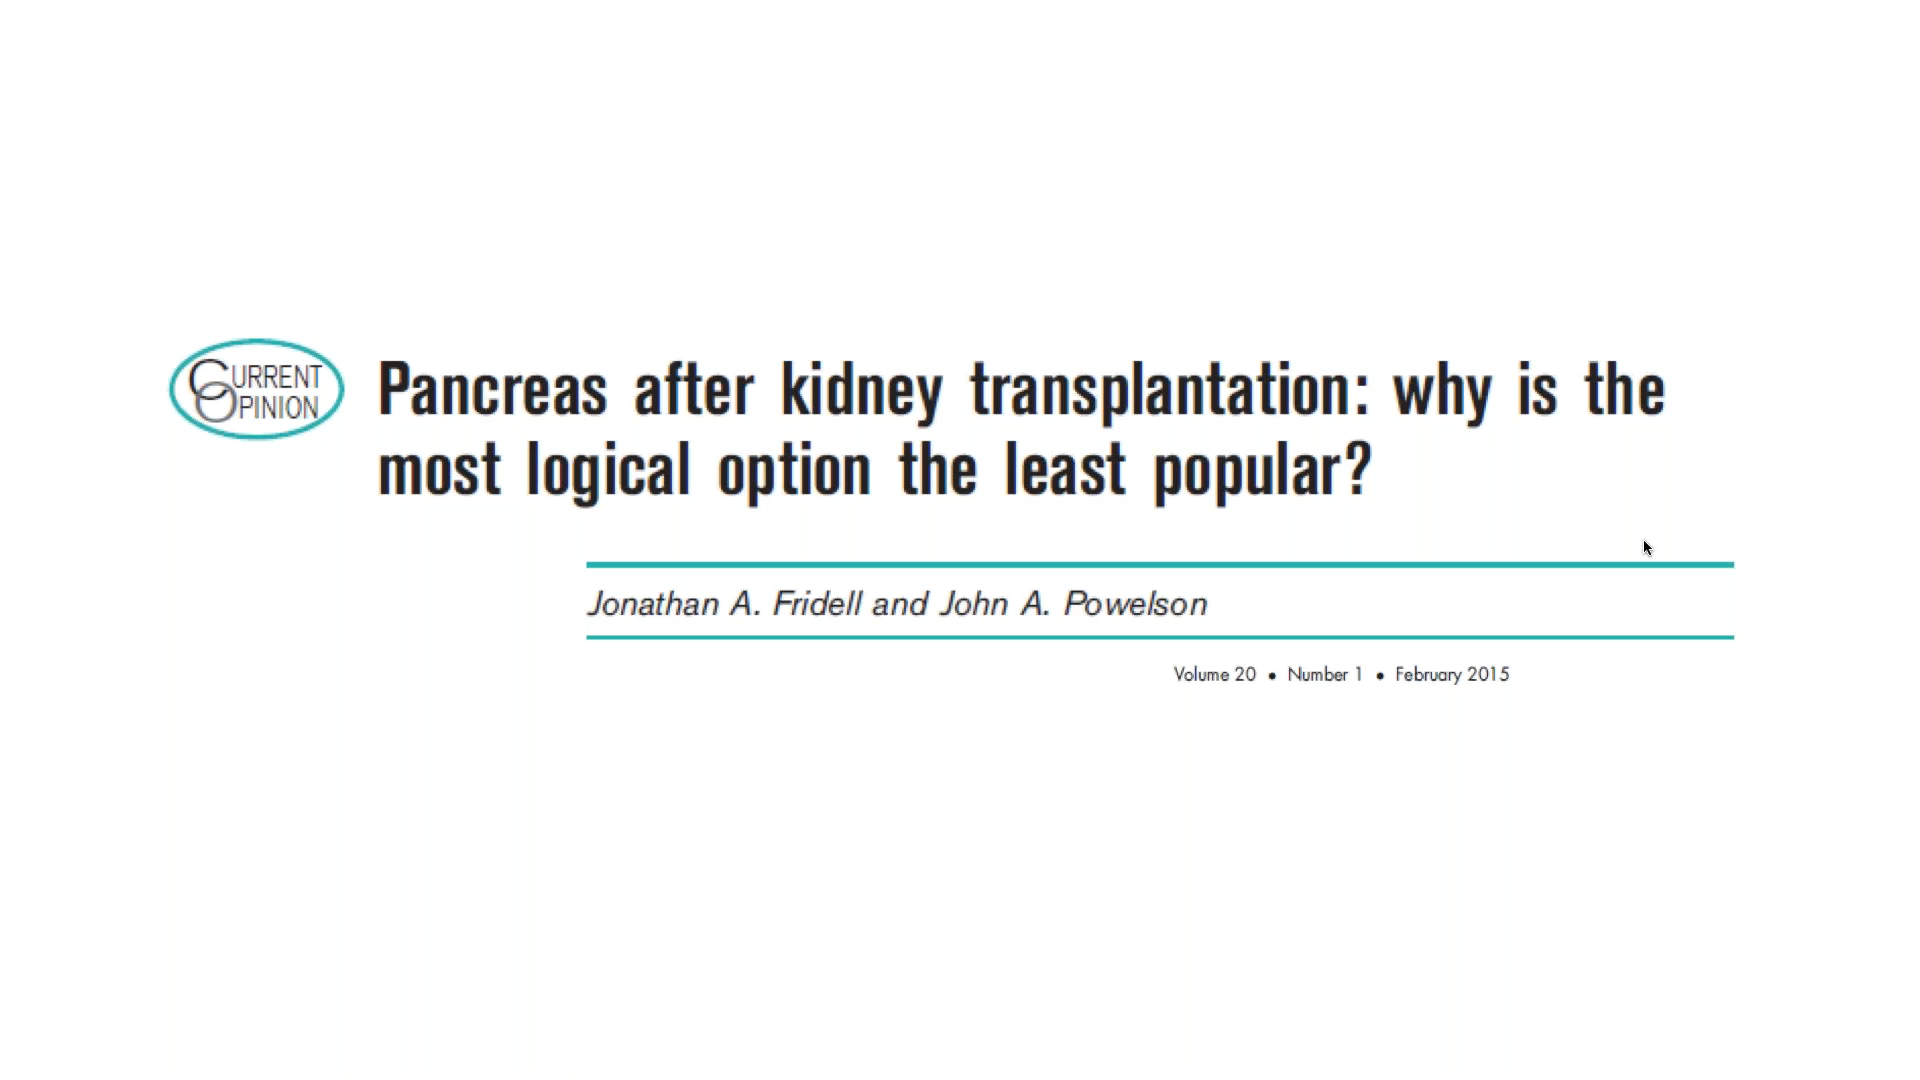 CURRENT
OPINION
Pancreas after kidney transplantation: why is the
most logical option the least popular?
Jonathan A. Fridell and John A. Powelson
Volume 20 • Number 1 • February 2015